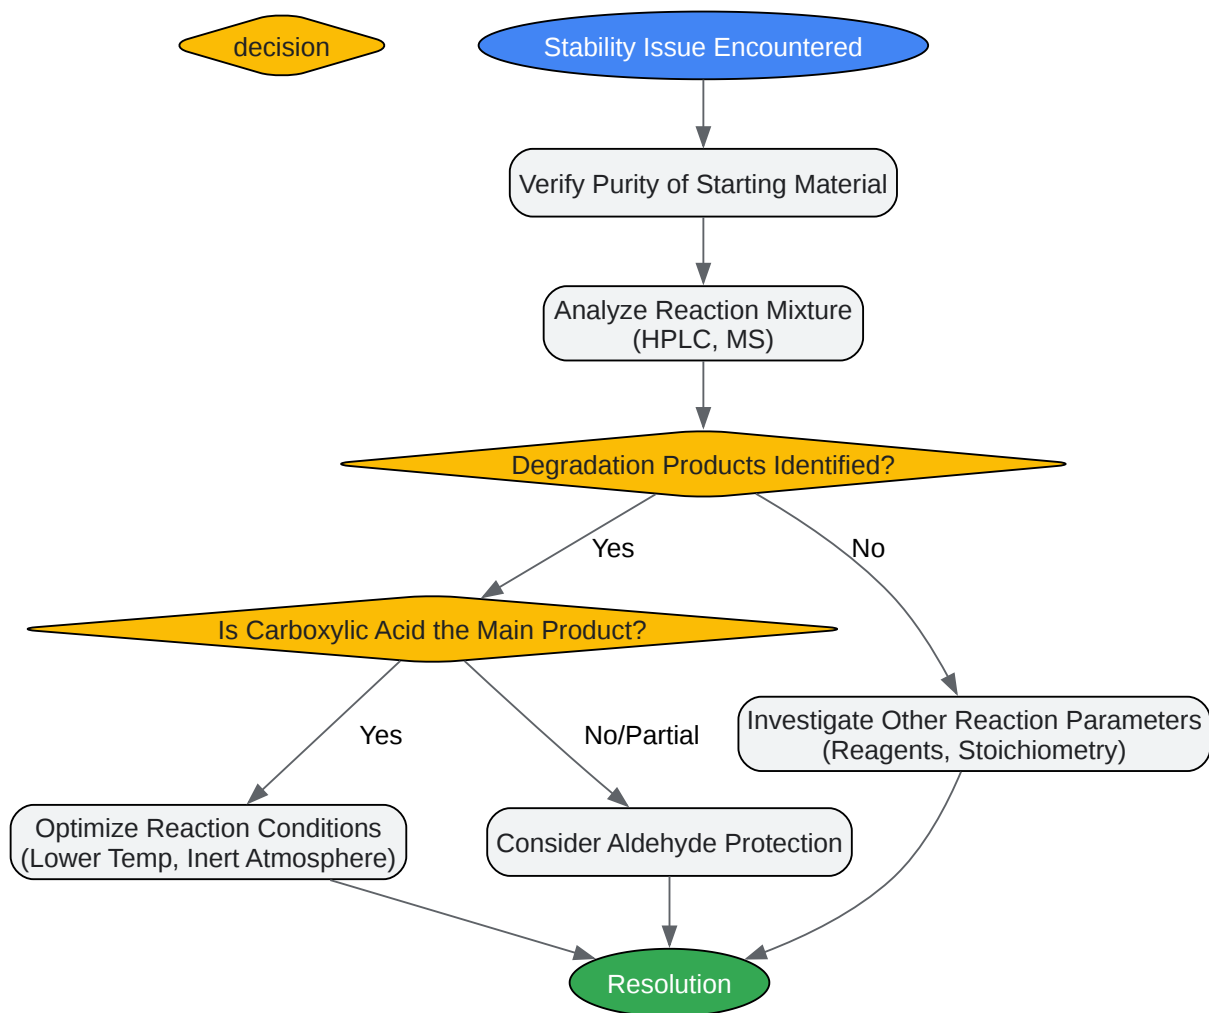 decision
Stability Issue Encountered
Verify Purity of Starting Material
Analyze Reaction Mixture
(HPLC, MS)
Degradation Products Identified?
Yes
No
Is Carboxylic Acid the Main Product?
Yes
No/Partial
Investigate Other Reaction Parameters
(Reagents, Stoichiometry)
Optimize Reaction Conditions
(Lower Temp, Inert Atmosphere)
Consider Aldehyde Protection
Resolution